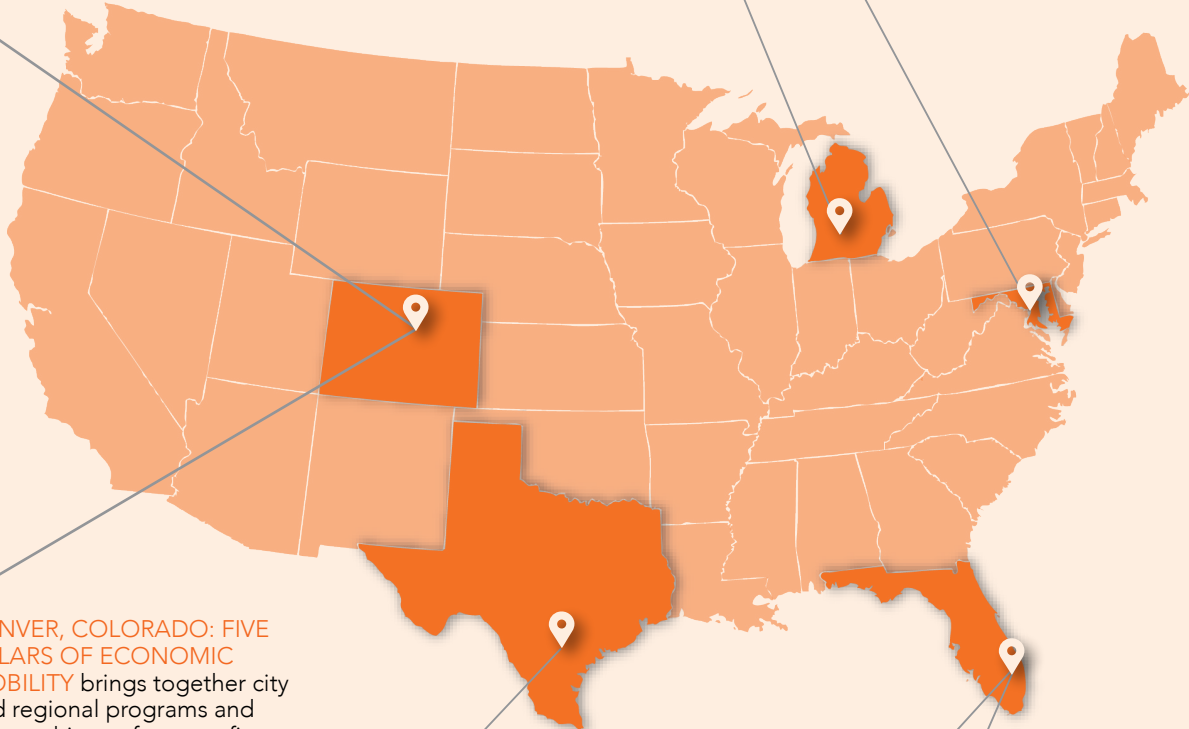 NVER, COLORADO: FIVE
LARS OF ECONOMIC
OBILITY brings together city
d regional programs and